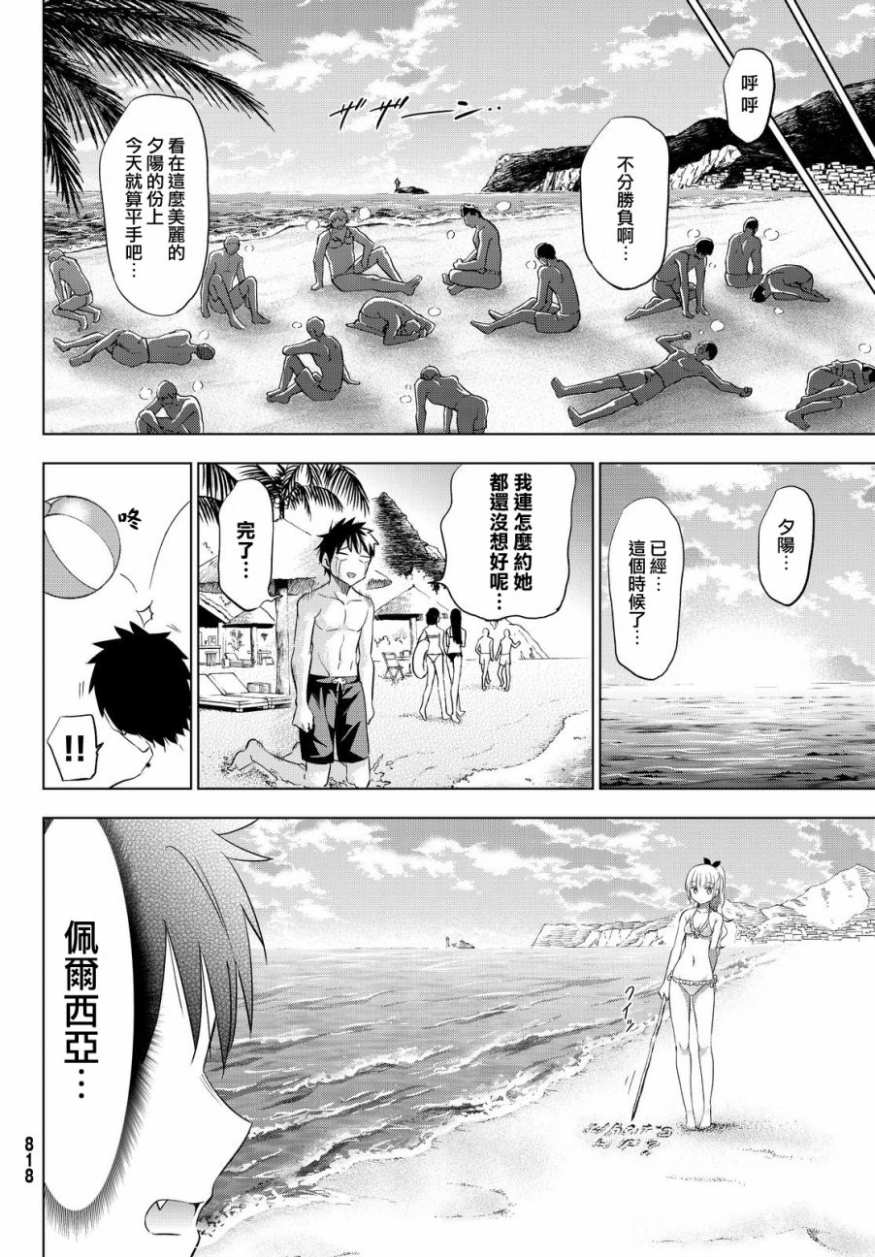 呼呼
不分勝負啊…
ザザーン‥
看在這麼美麗的
夕陽的份上
今天就算平手吧…
夕陽…
已經…
這個時候了…
我連怎麼約她
都還沒想好呢…
完了…
咚
!!
クイッ
佩爾西亞…
818